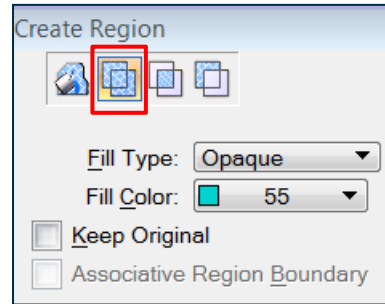 Create Region
Fill Type: Opaque
Fill Color: 55
Keep Original
Associative Region Boundary